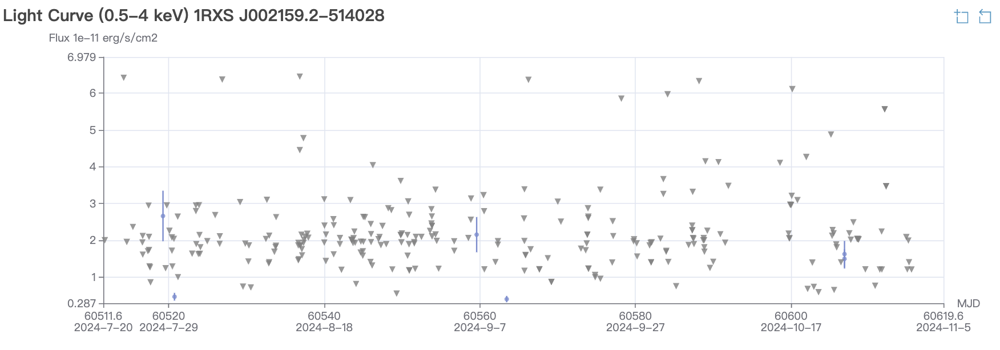 Light Curve (0.5–4 keV) 1RXS J002159.2–514028
Flux 1e–11 erg/s/cm2
6.979
6
5
4
3
2
1
0.287
MJD
60511.6 60520 60540 60560 60580 60600 60619.6
2024–7–20 2024–7–29 2024–8–18 2024–9–7 2024–9–27 2024–10–17 2024–11–5